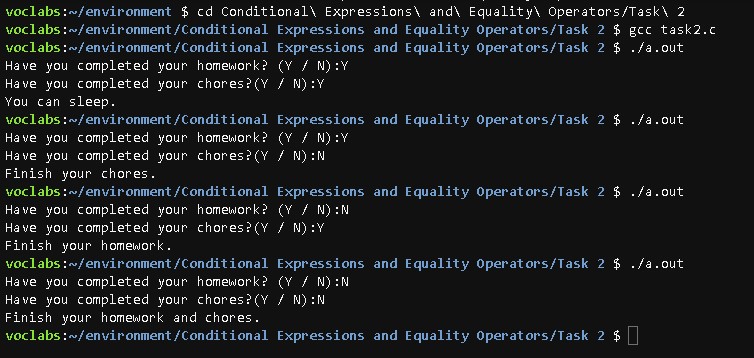 voclabs:~/environment $ cd Conditional\ Expressions\ and\ Equality\ Operators/Task\ 2
voclabs:~/environment/Conditional Expressions and Equality Operators/Task 2 $ gcc task2.c
voclabs:~/environment/Conditional Expressions and Equality Operators/Task 2 $ ./a.out
Have you completed your homework? (Y / N):Y
Have you completed your chores?(Y / N):Y
You can sleep.
voclabs:~/environment/Conditional Expressions and Equality Operators/Task 2 $ ./a.out
Have you completed your homework? (Y / N):Y
Have you completed your chores?(Y / N):N
Finish your chores.
voclabs:~/environment/Conditional Expressions and Equality Operators/Task 2 $ ./a.out
Have you completed your homework? (Y / N):N
Have you completed your chores?(Y / N):Y
Finish your homework.
voclabs:~/environment/Conditional Expressions and Equality Operators/Task 2 $ ./a.out
Have you completed your homework? (Y / N):N
Have you completed your chores?(Y / N):N
Finish your homework and chores.
voclabs:~/environment/Conditional Expressions and Equality Operators/Task 2 $